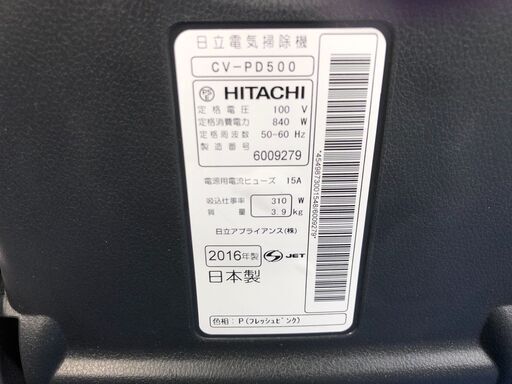 日立電気掃除機
CV-PD500
PS E HITACHI
定格電圧 100 V
定格消費電力 840 W
定格周波数 50-60 Hz
製造番号 6009279
電源用電流ヒューズ 15A
吸込仕事率 310 W
質量 3.9 kg
日立アプライアンス(株)
2016年製 S JET
日本製
色相:P(フレッシュピンク)
*45498730015486009279*